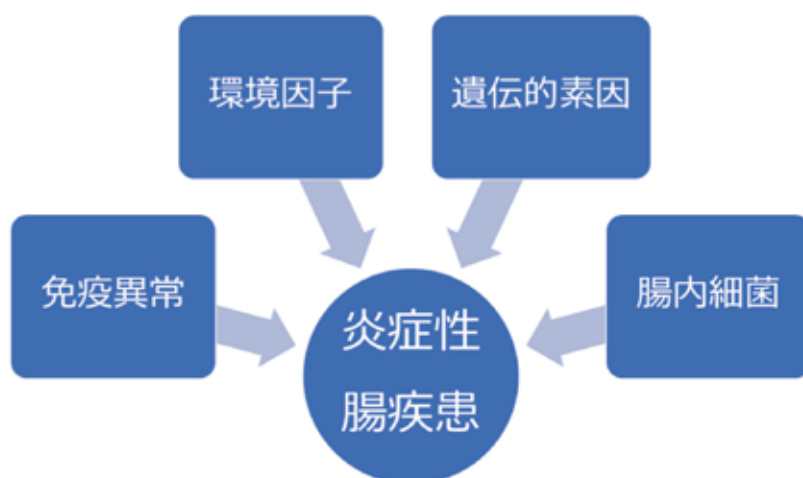 環境因子
遺伝的素因
免疫異常
腸内細菌
炎症性
腸疾患